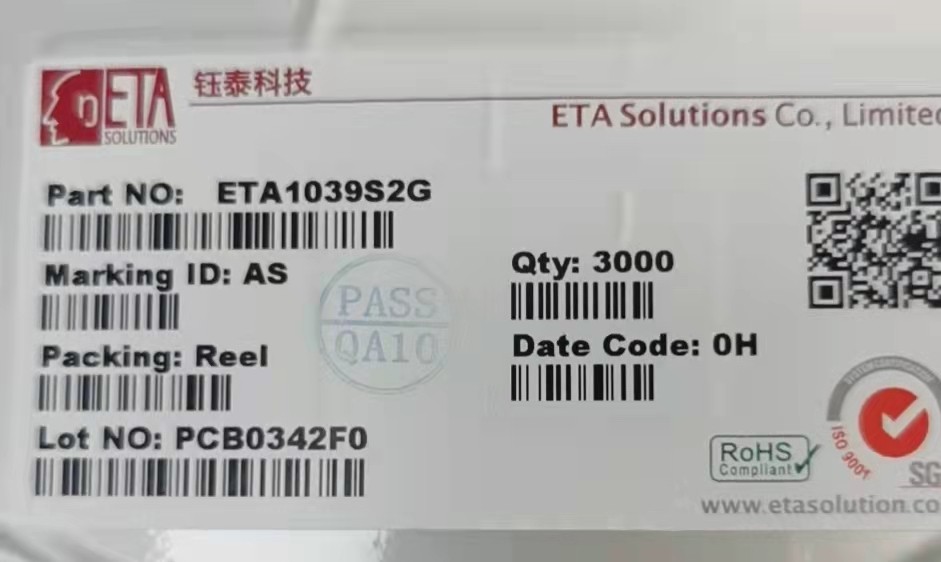 ETA
SOLUTIONS
钰泰科技
ETA Solutions Co., Limited
Part NO: ETA1039S2G
Marking ID: AS
Packing: Reel
Lot NO: PCB0342F0
PASS
QA10
Qty: 3000
Date Code: 0H
RoHS
Compliant
ISO 9001
SG
www.etasolution.co